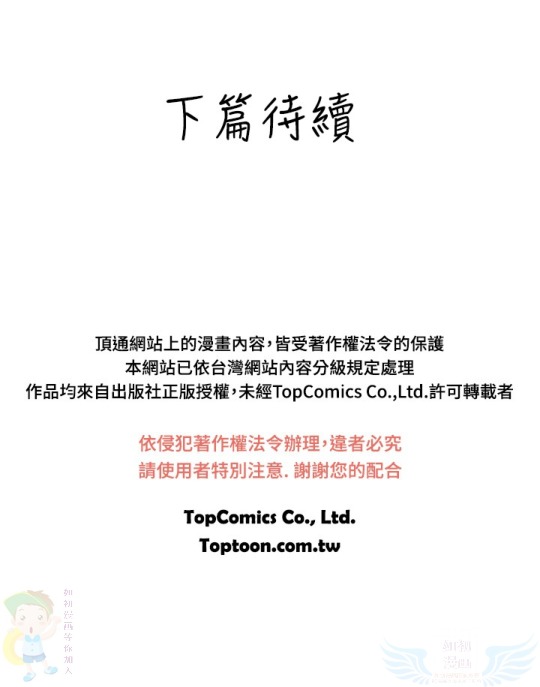 下篇待續
頂通網站上的漫畫內容，皆受著作權法令的保護
本網站已依台灣網站內容分級規定處理
作品均來自出版社正版授權，未經TopComics Co.,Ltd.許可轉載者
依侵犯著作權法令辦理，違者必究
請使用者特別注意. 謝謝您的配合
TopComics Co., Ltd.
Toptoon.com.tw